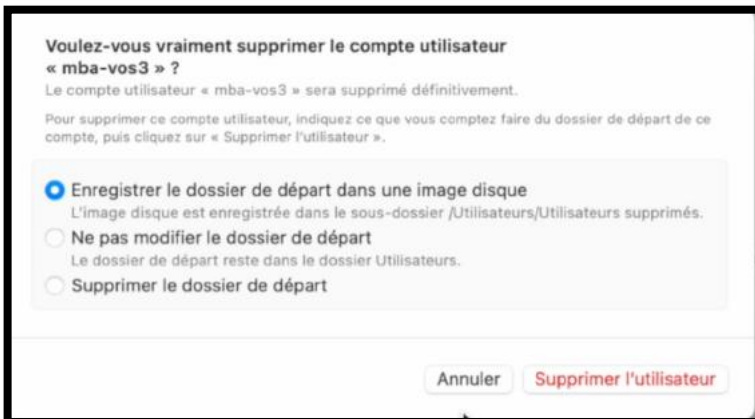 Voulez-vous vraiment supprimer le compte utilisateur
« mba-vos3 » ?
Le compte utilisateur « mba-vos3 » sera supprimé définitivement.
Pour supprimer ce compte utilisateur, indiquez ce que vous comptez faire du dossier de départ de ce
compte, puis cliquez sur « Supprimer l'utilisateur ».
Enregistrer le dossier de départ dans une image disque
L'image disque est enregistrée dans le sous-dossier /Utilisateurs/Utilisateurs supprimés.
Ne pas modifier le dossier de départ
Le dossier de départ reste dans le dossier Utilisateurs.
Supprimer le dossier de départ
Annuler Supprimer l'utilisateur